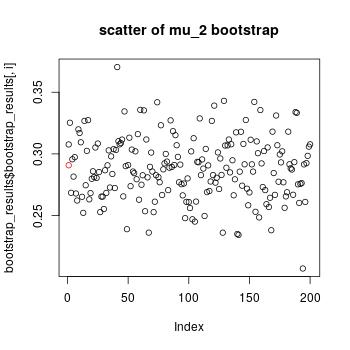 scatter of mu_2 bootstrap
bootstrap_results$bootstrap_results[, i]
0.35
0.30
0.25
0
50
100
150
200
Index